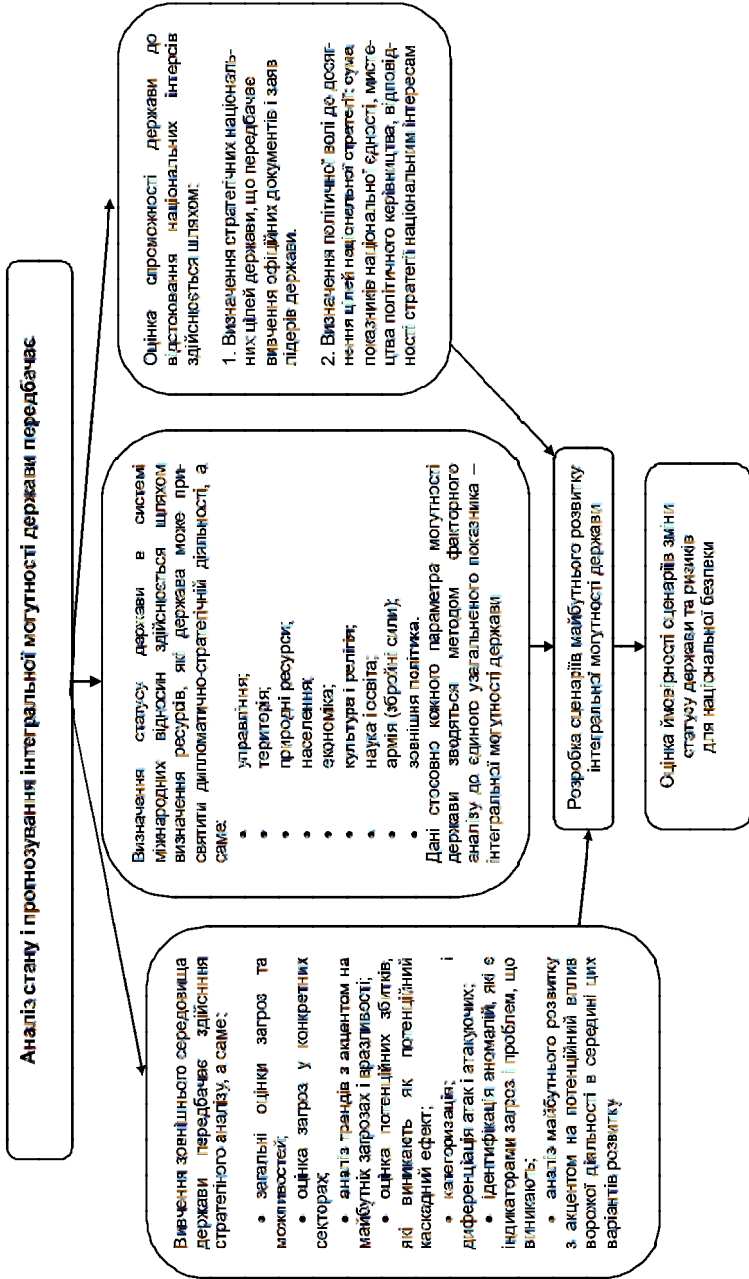 Аналіз стану і прогнозування інтегральної могутності держави передбачає
Вивчення зовнішнього середовища
держави передбачає здійснння
стратегіного аналізу, а саме:
• загальні оцінки загроз та
можливостей;
• оцінка загроз у конкретних
секторах;
• аналіз трендів з акцентом на
майбутніх загрозах і вразливості;
• оцінка потенційних збитків,
які виникають як потенційний
каскадний ефект;
• категоризація; і
диференціація атак і атакуючих;
• ідентифікація аномалій, які є
індикаторами загроз і проблем, що
виникають;
• аналіз майбутнього розвитку
з акцентом на потенційний вплив
ворожої діяльності в середині цих
варіантів розвитку
Визначення статусу держави в системі
міжнародних відносин здійснюється шляхом
визначення ресурсів, які держава може при-
святити дипломатично-стратегічній діяльності, а
саме:
• управління;
• територія;
• природні ресурси;
• населення;
• економіка;
• культура і релігія;
• наука і освіта;
• армія (збройні сили);
• зовнішня політика.
Дані стосовно кожного параметра могутності
держави зводяться методом факторного
аналізу до єдиного узагальненого показника –
інтегральної могутності держави
Оцінка спроможності держави до
відстоювання національних інтересів
здійснюється шляхом:
1. Визначення стратегічних національ-
них цілей держави, що передбачає
вивчення офіційних документів і заяв
лідерів держави.
2. Визначення політичної волі до досяг-
нення цілей національної стратегії; сума
показників національної єдності, мисте-
цтва політичного керівництва, відповід-
ності стратегії національним інтересам
Розробка сценаріїв майбутнього розвитку
інтегральної могутності держави
Оцінка ймовірності сценаріїв зміни
статусу держави та ризиків
для національної безпеки